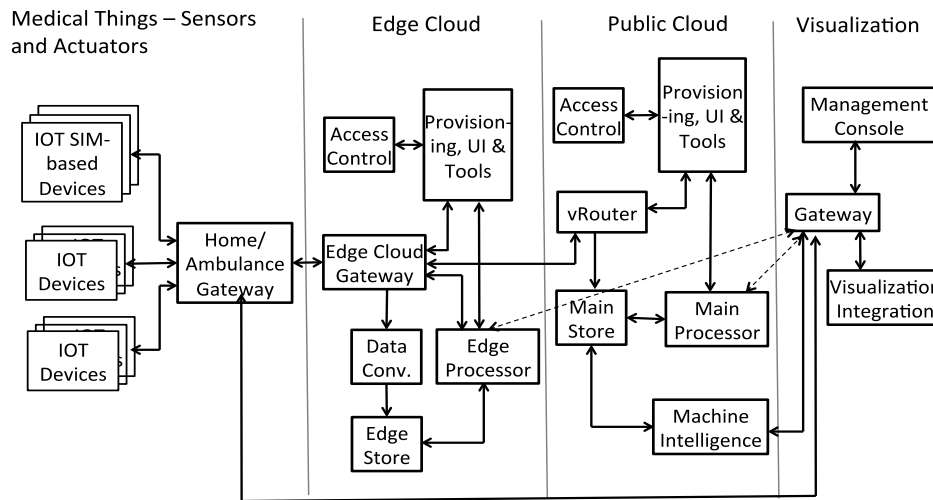 Medical Things – Sensors
and Actuators
Edge Cloud
Public Cloud
Visualization
IOT SIM-
based
Devices
IOT
Devices
IOT
Devices
Home/
Ambulance
Gateway
Access
Control
Provision-
ing, UI &
Tools
Edge Cloud
Gateway
Data
Conv.
Edge
Processor
Edge
Store
Access
Control
Provision
-ing, UI &
Tools
vRouter
Main
Store
Main
Processor
Machine
Intelligence
Management
Console
Gateway
Visualization
Integration